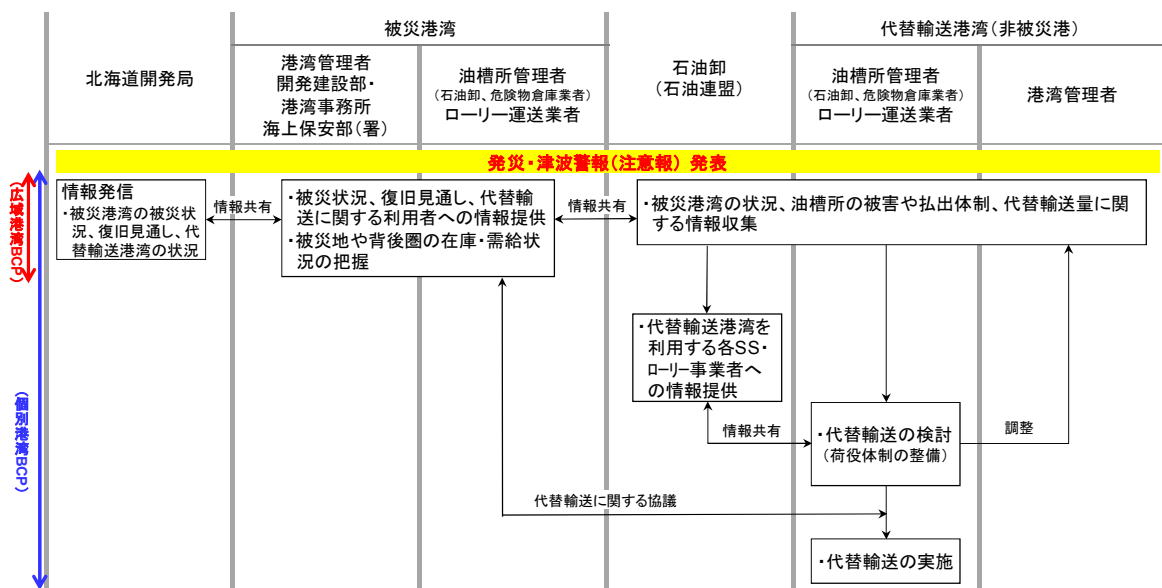 被災港湾
代替輸送港湾(非被災港)
北海道開発局
港湾管理者
開発建設部・
港湾事務所
海上保安部(署)
油槽所管理者
(石油卸、危険物倉庫業者)
ローリー運送業者
石油卸
(石油連盟)
油槽所管理者
(石油卸、危険物倉庫業者)
ローリー運送業者
港湾管理者
発災・津波警報(注意報) 発表
(広域港湾BCP)
(個別港湾BCP)
情報発信
・被災港湾の被災状
況、復旧見通し、代
替輸送港湾の状況
情報共有
・被災状況、復旧見通し、代替輸
送に関する利用者への情報提供
・被災地や背後圏の在庫・需給状
況の把握
情報共有
・被災港湾の状況、油槽所の被害や払出体制、代替輸送量に関
する情報収集
・代替輸送港湾を
利用する各SS・
ローリー事業者へ
の情報提供
情報共有
・代替輸送の検討
(荷役体制の整備)
調整
代替輸送に関する協議
・代替輸送の実施